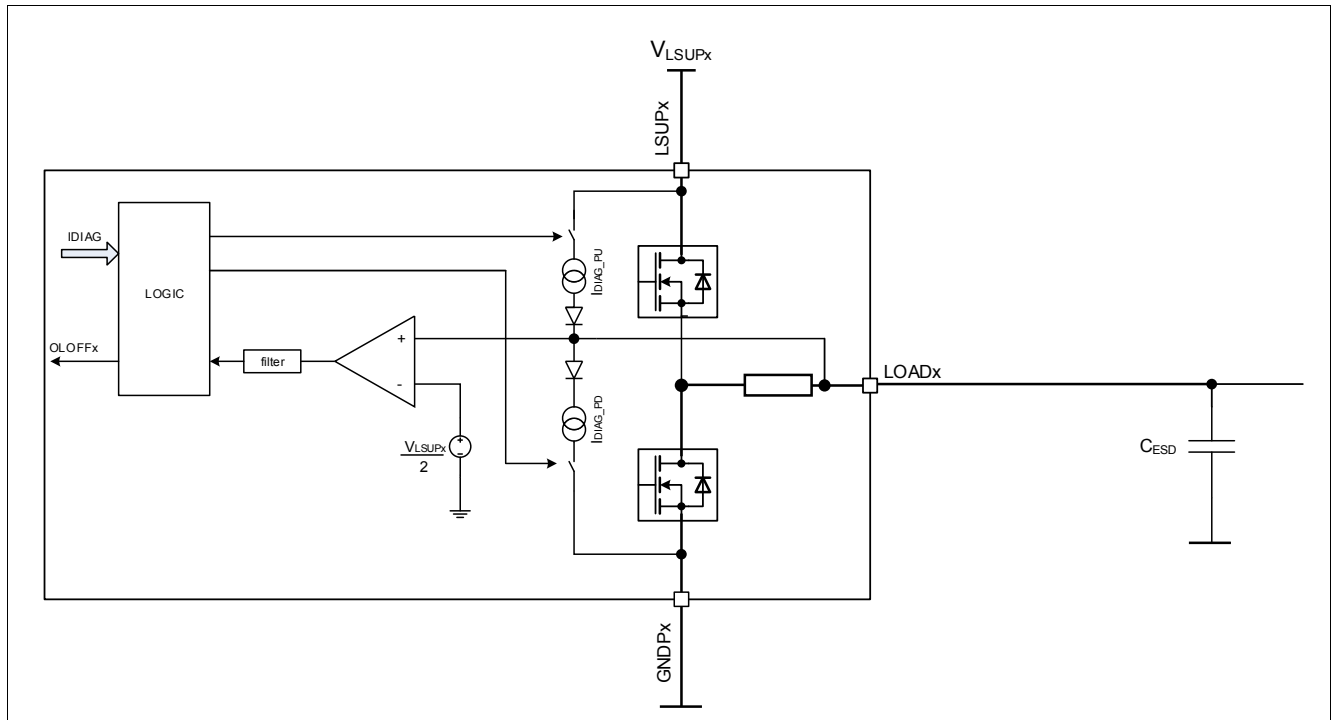 VLSUPx
LSUPx
IDIAG
LOGIC
OLOFFx
filter
+
-
VLSUPx
2
+
-
IDIAG_PU
IDIAG_PD
LOADx
CESD
GNDPx